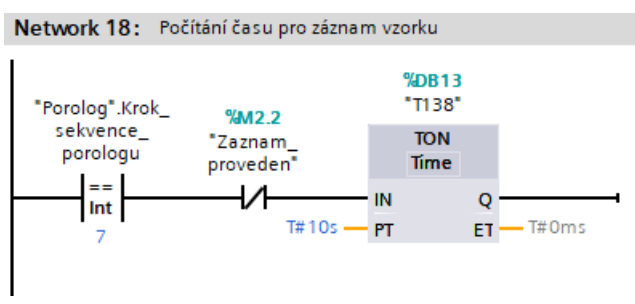 Network 18: Počítání času pro záznam vzorku
%DB13
"T138"
"Porolog".Krok_
sekvence_
porologu
%M2.2
"Zaznam_
proveden"
TON
Time
==
Int
7
IN
Q
T#10s
PT
ET
T#0ms